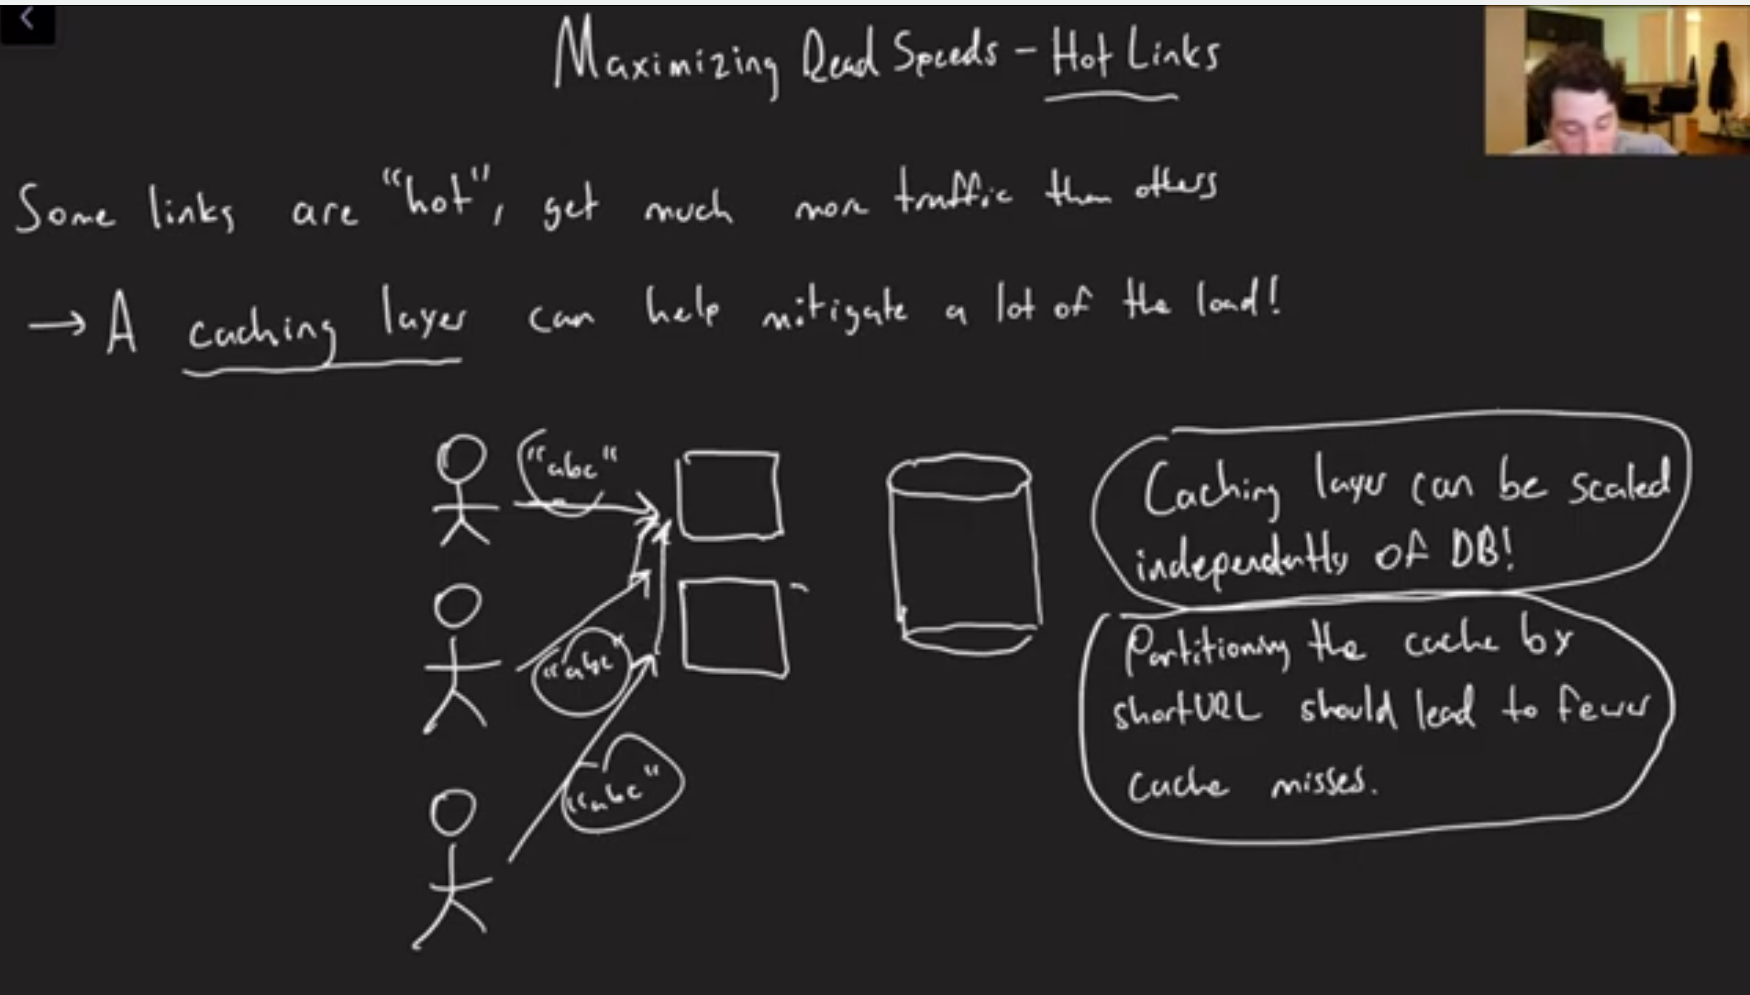 Maximizing Read Speeds - Hot Links
Some links are "hot", get much more traffic than others
→ A caching layer can help mitigate a lot of the load!
"abc"
"abc"
"abc"
Caching layer can be scaled
independently of DB!
Partitioning the cache by
shortURL should lead to fewer
cache misses.